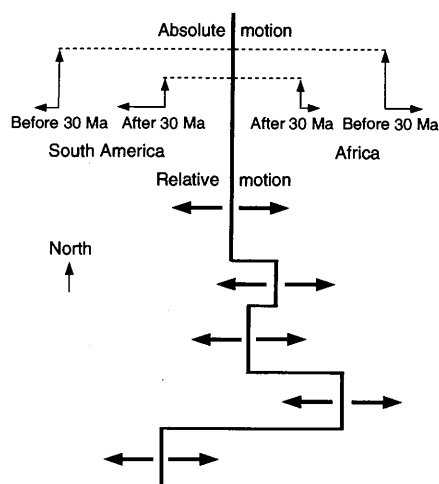 Absolute motion
Before 30 Ma After 30 Ma After 30 Ma Before 30 Ma
South America Africa
Relative motion
North